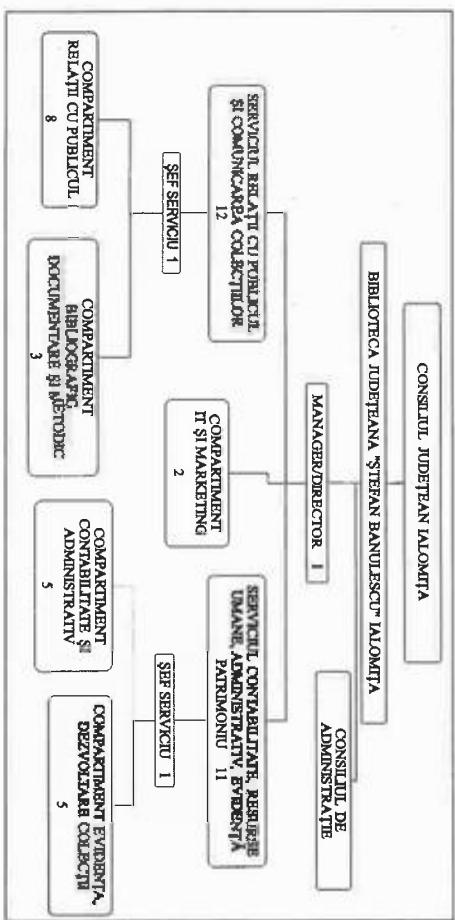 CONSILIUL JUDEȚEAN IALOMIȚA
BIBLIOTECA JUDEȚEANA "ȘTEFAN BANULESCU" IALOMIȚA
CONSILIUL DE
ADMINISTRAȚIE
MANAGER/DIRECTOR 1
SERVICIUL RELAȚII CU PUBLICUL
ȘI COMUNICAREA COLECȚIILOR
12
COMPARTIMENT
IT ȘI MARKETING
2
SERVICIUL CONTABILITATE, RESURSE
UMANE, ADMINISTRATIV, EVIDENȚĂ
PATRIMONIU 11
ȘEF SERVICIU 1
ȘEF SERVICIU 1
COMPARTIMENT
RELAȚII CU PUBLICUL
8
COMPARTIMENT
BIBLIOGRAFIC
DOCUMENTARE ȘI METODIC
3
COMPARTIMENT
CONTABILITATE ȘI
ADMINISTRATIV
5
COMPARTIMENT EVIDENȚA,
DEZVOLTARE COLECȚII
5